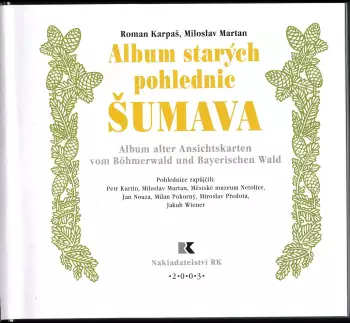 Roman Karpaš, Miloslav Martan
Album starých
pohlednic
ŠUMAVA
Album alter Ansichtskarten
vom Böhmerwald und Bayerischen Wald
Pohlednice zapůjčili:
Petr Kurtin, Miloslav Martan, Městské muzeum Netolice,
Jan Nouza, Milan Pokorný, Miroslav Předota,
Jakub Wiener
RK
Nakladatelství RK
•2•0•0•3•